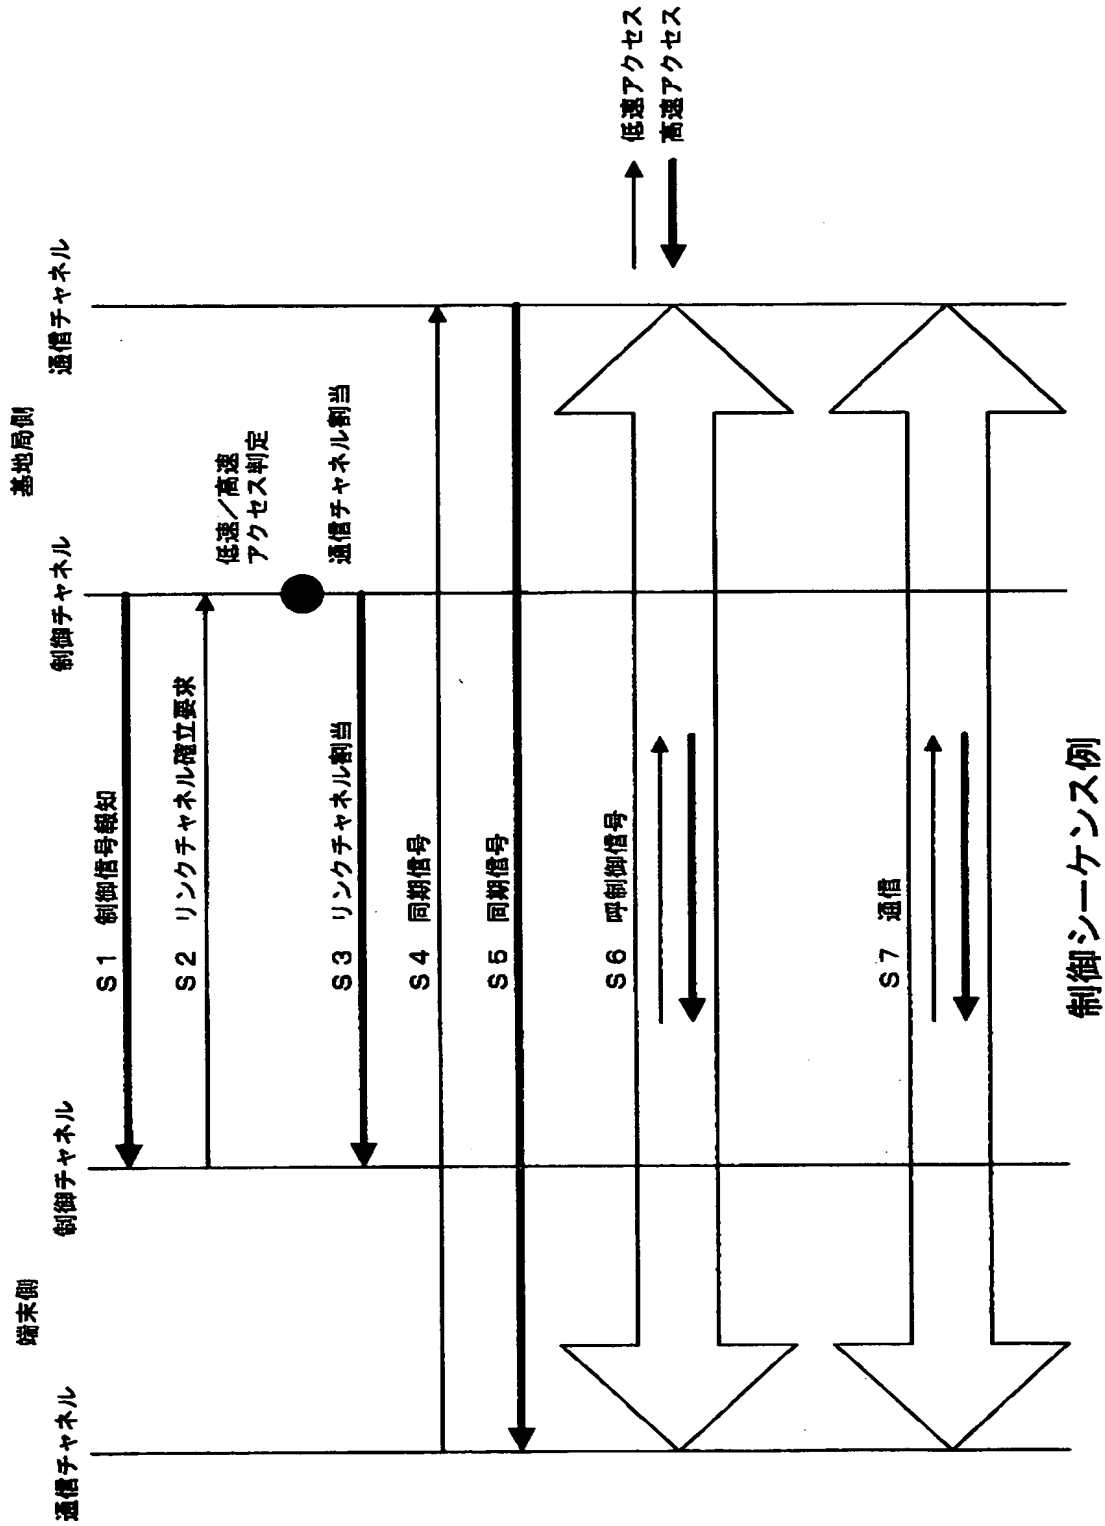 端末側
基地局側
通信チャネル
制御チャネル
制御チャネル
通信チャネル
S1 制御信号報知
S2 リンクチャネル確立要求
低速/高速
アクセス判定
S3 リンクチャネル割当
通信チャネル割当
S4 同期信号
S5 同期信号
S6 呼制御信号
低速アクセス
高速アクセス
S7 通信
制御シーケンス例